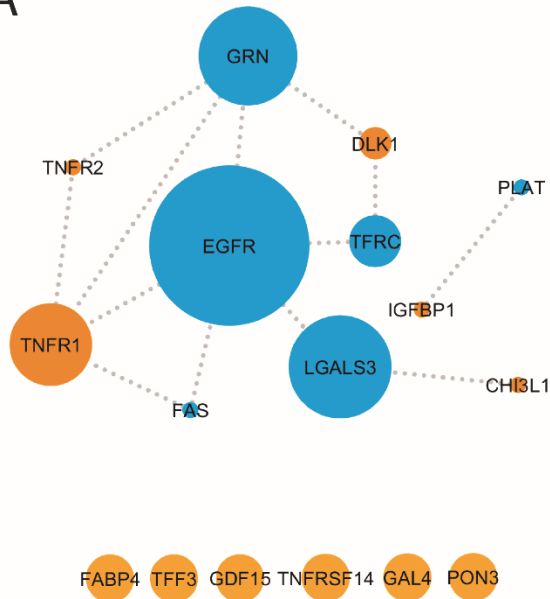 A
GRN
DLK1
TNFR2
PLAT
TFRC
EGFR
IGFBP1
TNFR1
LGALS3
CHI3L1
FAS
FABP4 TFF3 GDF15 TNFRSF14 GAL4 PON3